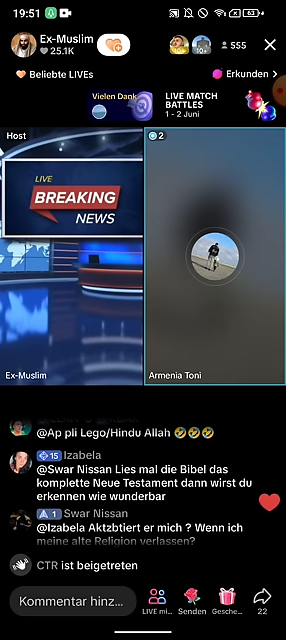 19:51
63
Ex-Muslim
25.1K
555
Beliebte LIVEs
Erkunden
Vielen Dank
LIVE MATCH
BATTLES
1 - 2 Juni
Host
2
LIVE
BREAKING
NEWS
Ex-Muslim
Armenia Toni
@Ap pli Lego/Hindu Allah 🤣🤣🤣
15 Izabela
@Swar Nissan Lies mal die Bibel das
komplette Neue Testament dann wirst du
erkennen wie wunderbar
1 Swar Nissan
@Izabela Aktzbtiert er mich ? Wenn ich
meine alte Religion verlassen?
CTR ist beigetreten
Kommentar hinz...
LIVE mi...
Senden
Gesche...
22